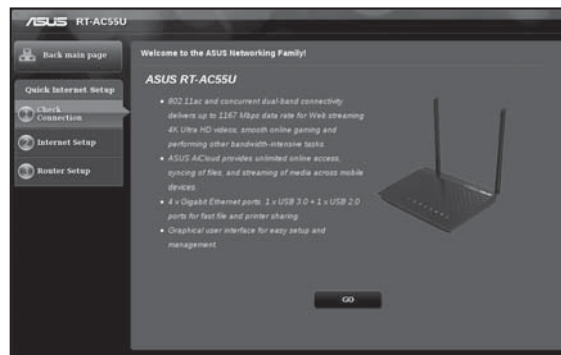 ASUS RT-AC55U
Back main page
Quick Internet Setup
1 Check
Connection
2 Internet Setup
3 Router Setup
Welcome to the ASUS Networking Family!
ASUS RT-AC55U
• 802.11ac and concurrent dual-band connectivity
delivers up to 1167 Mbps data rate for Web streaming
4K Ultra HD videos, smooth online gaming and
performing other bandwidth-intensive tasks.
• ASUS AiCloud provides unlimited online access,
syncing of files, and streaming of media across mobile
devices.
• 4 x Gigabit Ethernet ports, 1 x USB 3.0 + 1 x USB 2.0
ports for fast file and printer sharing.
• Graphical user interface for easy setup and
management.
GO